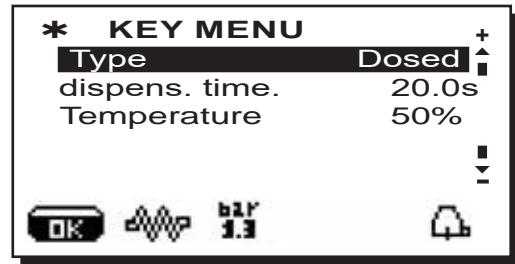 * KEY MENU
+
Type Dosed
dispens. time. 20.0s
Temperature 50%
-
OK bar 1.3